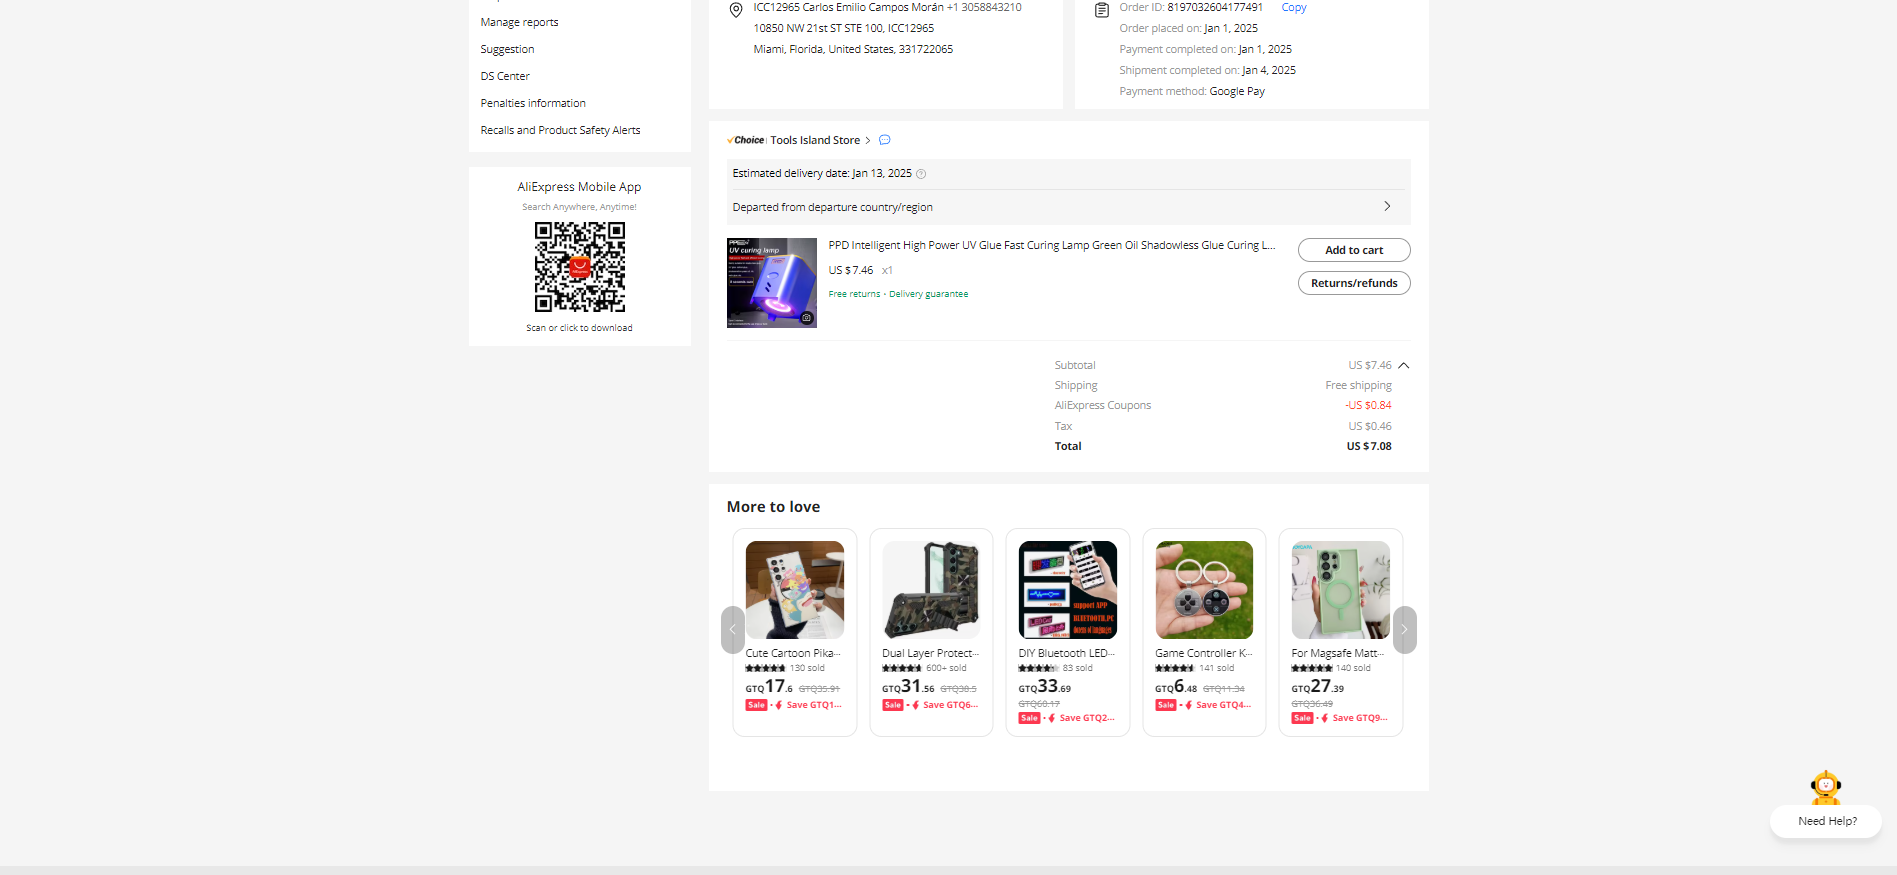 Manage reports
Suggestion
DS Center
Penalties information
Recalls and Product Safety Alerts
AliExpress Mobile App
Search Anywhere, Anytime!
Scan or click to download
ICC12965 Carlos Emilio Campos Morán +1 3058843210
10850 NW 21st ST STE 100, ICC12965
Miami, Florida, United States, 331722065
Order ID: 8197032604177491 Copy
Order placed on: Jan 1, 2025
Payment completed on: Jan 1, 2025
Shipment completed on: Jan 4, 2025
Payment method: Google Pay
Choice Tools Island Store
Estimated delivery date: Jan 13, 2025
Departed from departure country/region
UV curing lamp
PPD Intelligent High Power UV Glue Fast Curing Lamp Green Oil Shadowless Glue Curing L...
US $7.46 x1
Free returns · Delivery guarantee
Add to cart
Returns/refunds
Subtotal US $7.46
Shipping Free shipping
AliExpress Coupons -US $0.84
Tax US $0.46
Total US $7.08
More to love
Cute Cartoon Pika...
130 sold
GTQ17.6 GTQ35.91
Sale · Save GTQ1...
Dual Layer Protect...
600+ sold
GTQ31.56 GTQ38.5
Sale · Save GTQ6...
support APP
BLUETOOTH,PC
dozens of languages
DIY Bluetooth LED...
83 sold
GTQ33.69
GTQ60.17
Sale · Save GTQ2...
Game Controller K...
141 sold
GTQ6.48 GTQ11.34
Sale · Save GTQ4...
For Magsafe Matt...
140 sold
GTQ27.39
GTQ36.49
Sale · Save GTQ9...
Need Help?